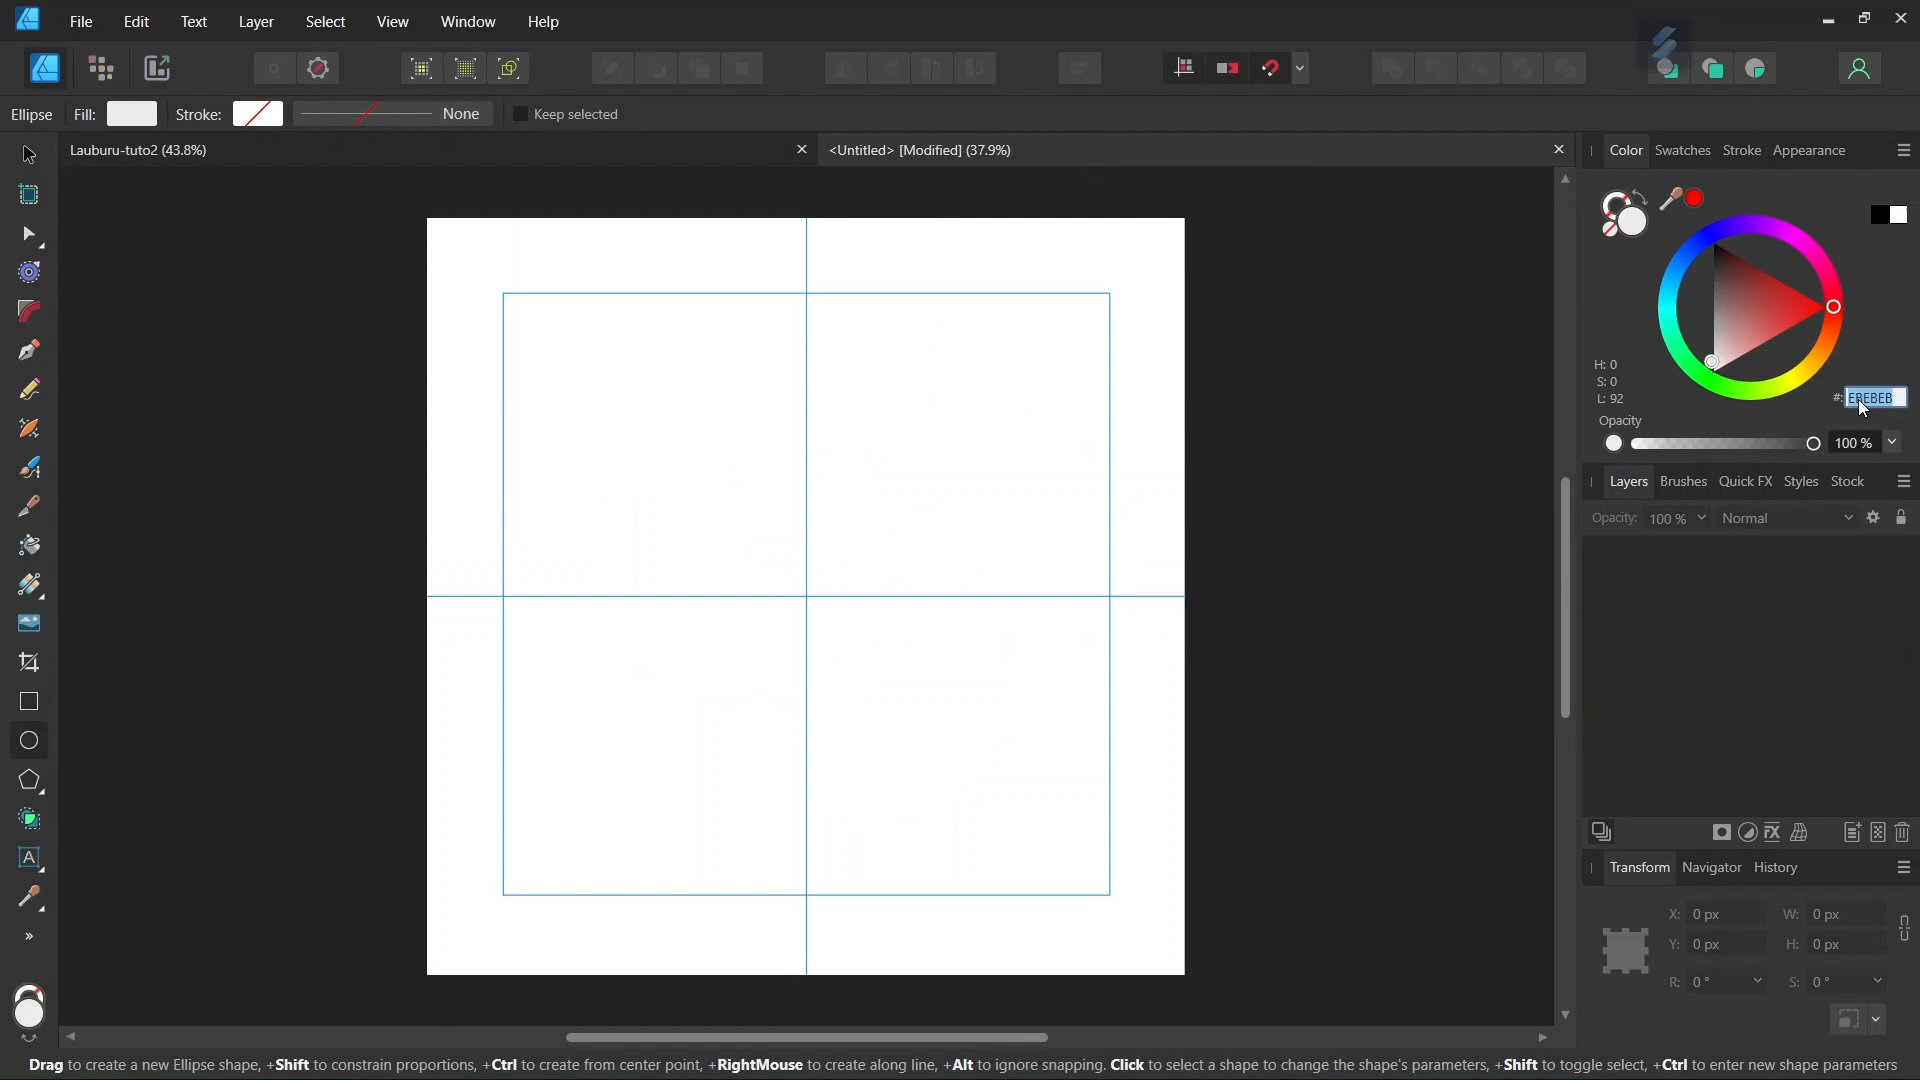 File Edit Text Layer Select View Window Help
Ellipse Fill: Stroke: None Keep selected
Lauburu-tuto2 (43.8%) <Untitled> [Modified] (37.9%)
Color Swatches Stroke Appearance
H: 0
S: 0
L: 92
#: EBEBEB
Opacity
100 %
Layers Brushes Quick FX Styles Stock
Opacity: 100 % Normal
Transform Navigator History
X: 0 px W: 0 px
Y: 0 px H: 0 px
R: 0 ° S: 0 °
Drag to create a new Ellipse shape, +Shift to constrain proportions, +Ctrl to create from center point, +RightMouse to create along line, +Alt to ignore snapping. Click to select a shape to change the shape's parameters, +Shift to toggle select, +Ctrl to enter new shape parameters